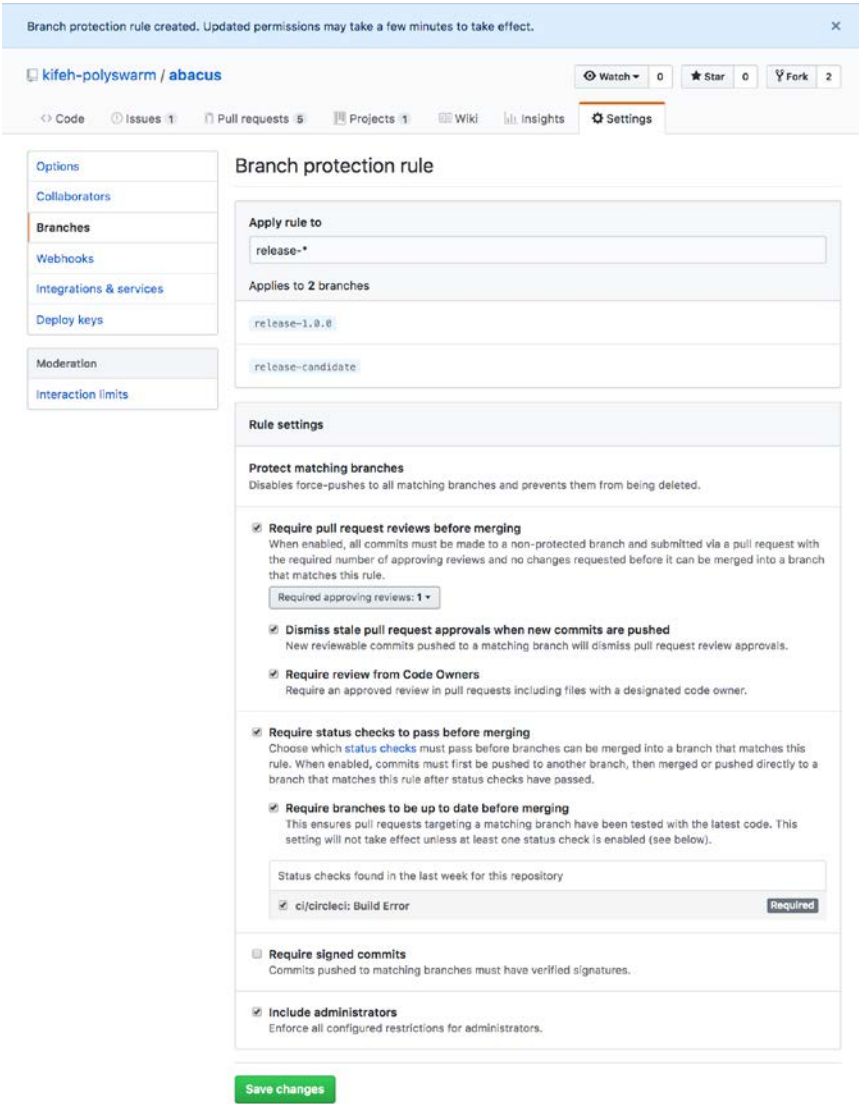 Branch protection rule created. Updated permissions may take a few minutes to take effect. ×
kifeh-polyswarm / abacus
Watch 0 Star 0 Fork 2
Code Issues 1 Pull requests 5 Projects 1 Wiki Insights Settings
Options
Collaborators
Branches
Webhooks
Integrations & services
Deploy keys
Moderation
Interaction limits
Branch protection rule
Apply rule to
release-*
Applies to 2 branches
release-1.0.0
release-candidate
Rule settings
Protect matching branches
Disables force-pushes to all matching branches and prevents them from being deleted.
Require pull request reviews before merging
When enabled, all commits must be made to a non-protected branch and submitted via a pull request with
the required number of approving reviews and no changes requested before it can be merged into a branch
that matches this rule.
Required approving reviews: 1
Dismiss stale pull request approvals when new commits are pushed
New reviewable commits pushed to a matching branch will dismiss pull request review approvals.
Require review from Code Owners
Require an approved review in pull requests including files with a designated code owner.
Require status checks to pass before merging
Choose which status checks must pass before branches can be merged into a branch that matches this
rule. When enabled, commits must first be pushed to another branch, then merged or pushed directly to a
branch that matches this rule after status checks have passed.
Require branches to be up to date before merging
This ensures pull requests targeting a matching branch have been tested with the latest code. This
setting will not take effect unless at least one status check is enabled (see below).
Status checks found in the last week for this repository
ci/circleci: Build Error Required
Require signed commits
Commits pushed to matching branches must have verified signatures.
Include administrators
Enforce all configured restrictions for administrators.
Save changes